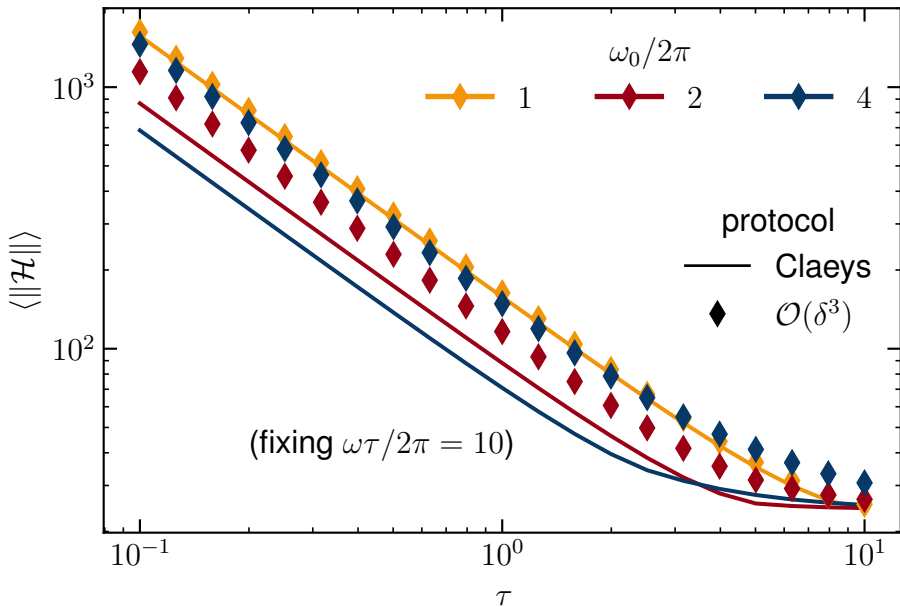 10³
10²
⟨∥ℋ∥⟩
ω₀/2π
1 2 4
protocol
Claeys
𝒪(δ³)
(fixing ωτ/2π = 10)
10⁻¹ 10⁰ 10¹
τ